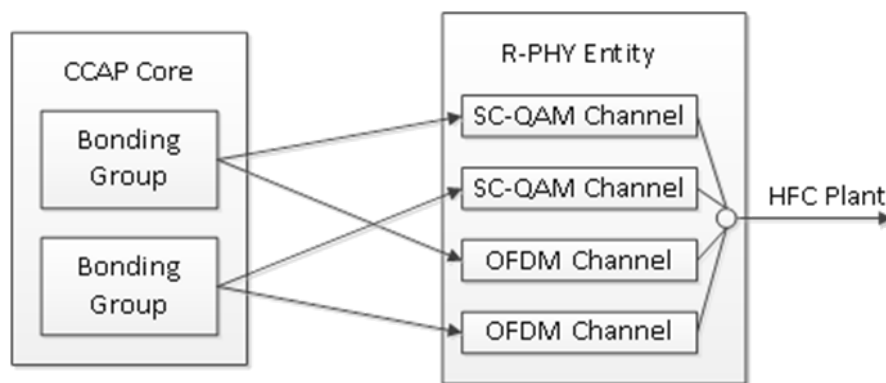 CCAP Core
Bonding
Group
Bonding
Group
R-PHY Entity
SC-QAM Channel
SC-QAM Channel
OFDM Channel
OFDM Channel
HFC Plant